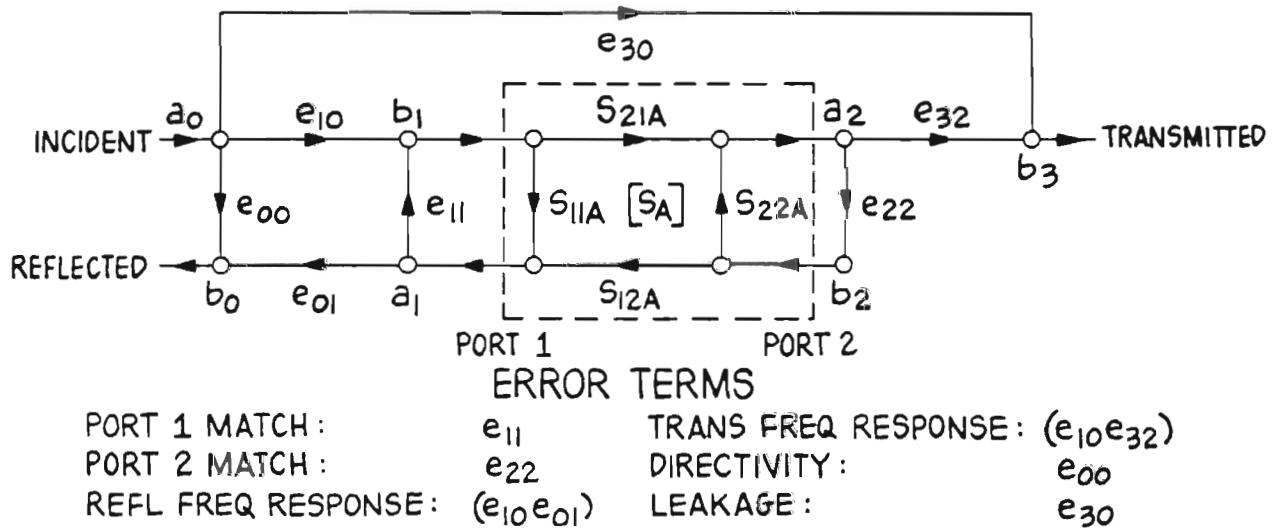 e30
a0 e10 b1 S21A a2 e32
INCIDENT TRANSMITTED
b3
e00 e11 S11A [SA] S22A e22
REFLECTED
b0 e01 a1 S12A b2
PORT 1 PORT 2
ERROR TERMS
PORT 1 MATCH: e11 TRANS FREQ RESPONSE: (e10e32)
PORT 2 MATCH: e22 DIRECTIVITY: e00
REFL FREQ RESPONSE: (e10e01) LEAKAGE: e30